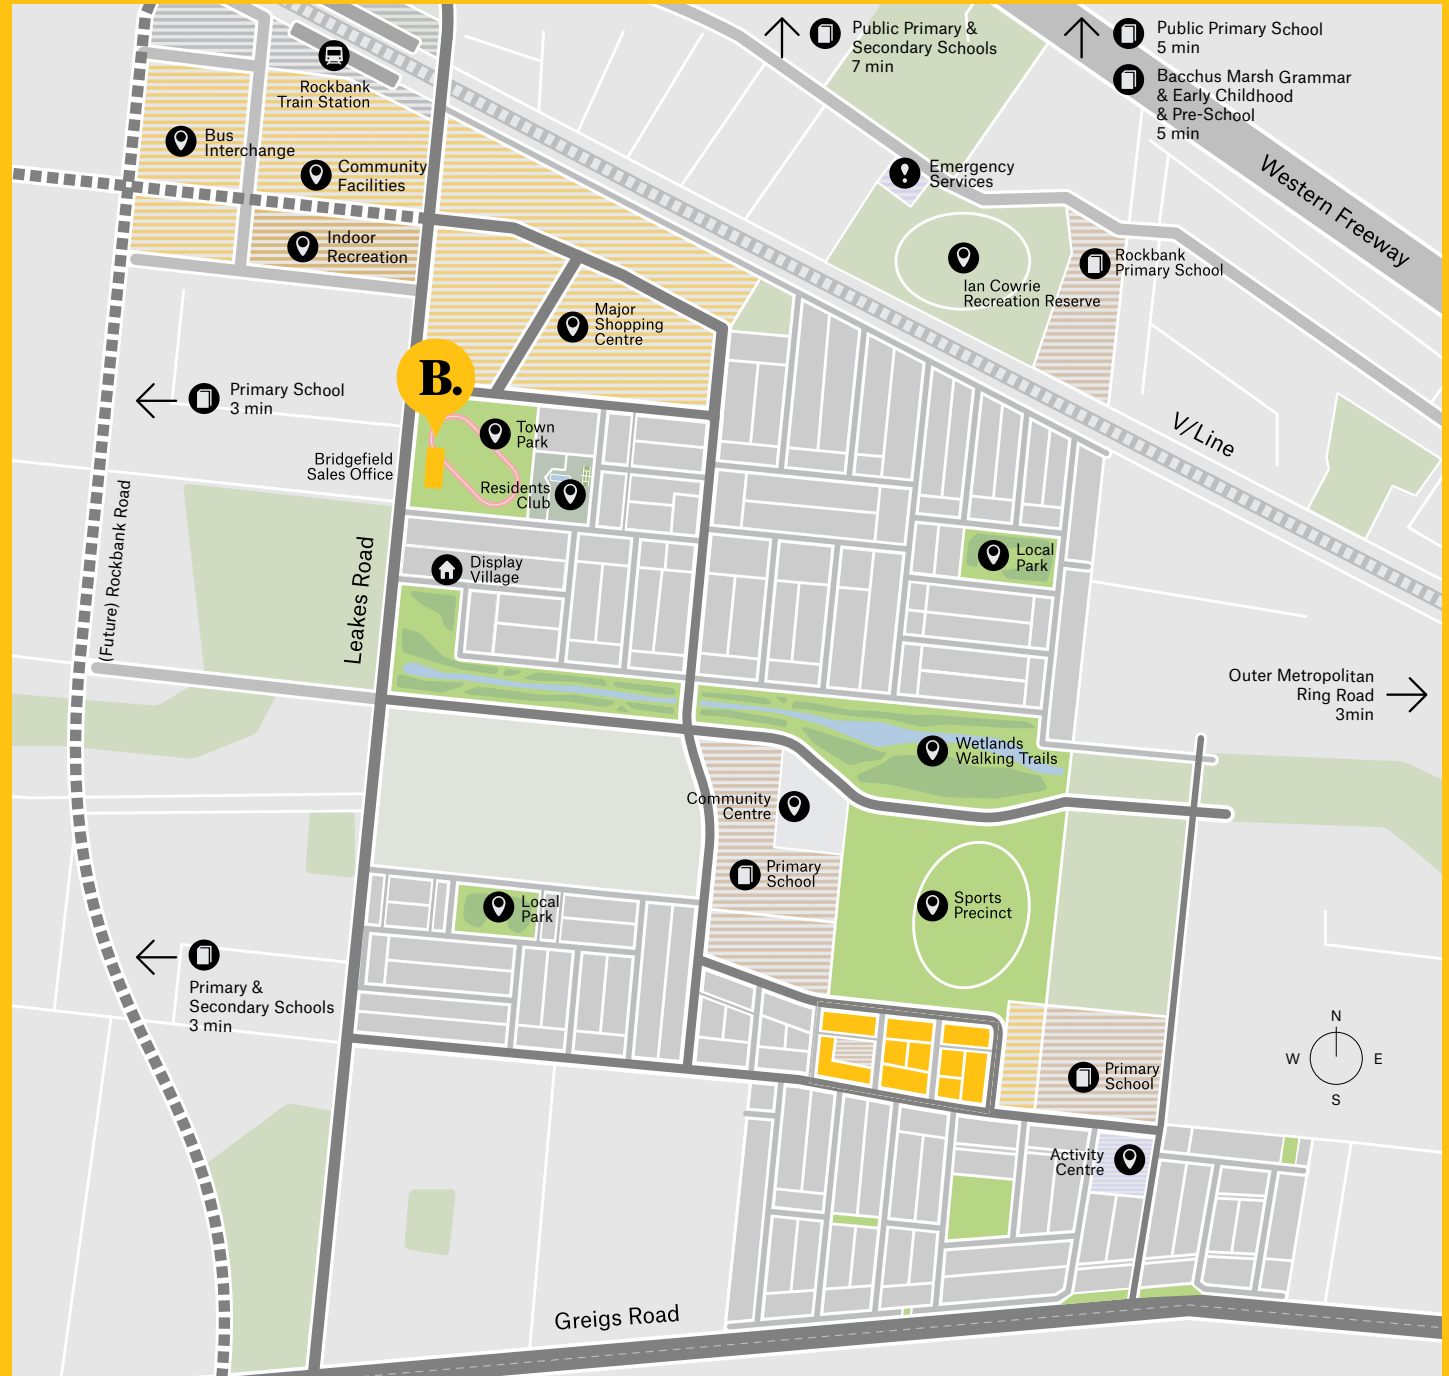 Public Primary &
Secondary Schools
7 min
Public Primary School
5 min
Bacchus Marsh Grammar
& Early Childhood
& Pre-School
5 min
Western Freeway
Rockbank
Train Station
Bus
Interchange
Community
Facilities
Indoor
Recreation
Emergency
Services
Ian Cowrie
Recreation Reserve
Rockbank
Primary School
Major
Shopping
Centre
B.
Primary School
3 min
Town
Park
Bridgefield
Sales Office
Residents
Club
V/Line
(Future) Rockbank Road
Leakes Road
Display
Village
Local
Park
Outer Metropolitan
Ring Road
3min
Wetlands
Walking Trails
Community
Centre
Primary
School
Sports
Precinct
Local
Park
Primary &
Secondary Schools
3 min
N
W
E
S
Primary
School
Activity
Centre
Greigs Road